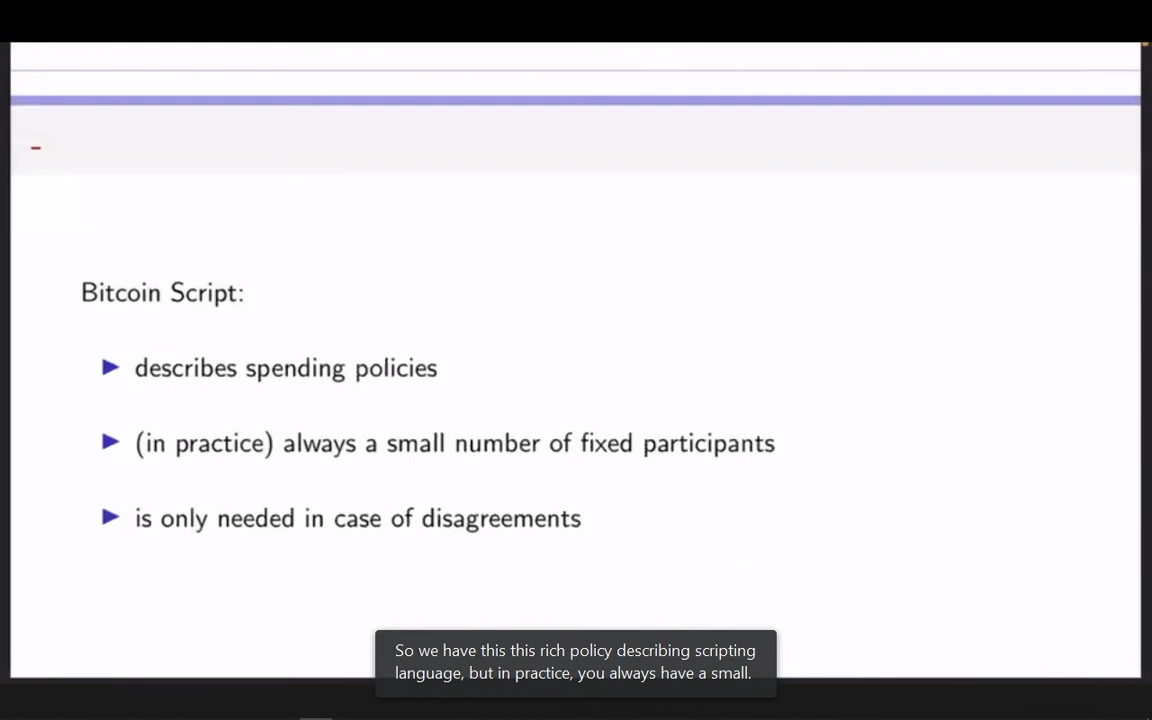 Bitcoin Script:
describes spending policies
(in practice) always a small number of fixed participants
is only needed in case of disagreements
So we have this this rich policy describing scripting
language, but in practice, you always have a small.